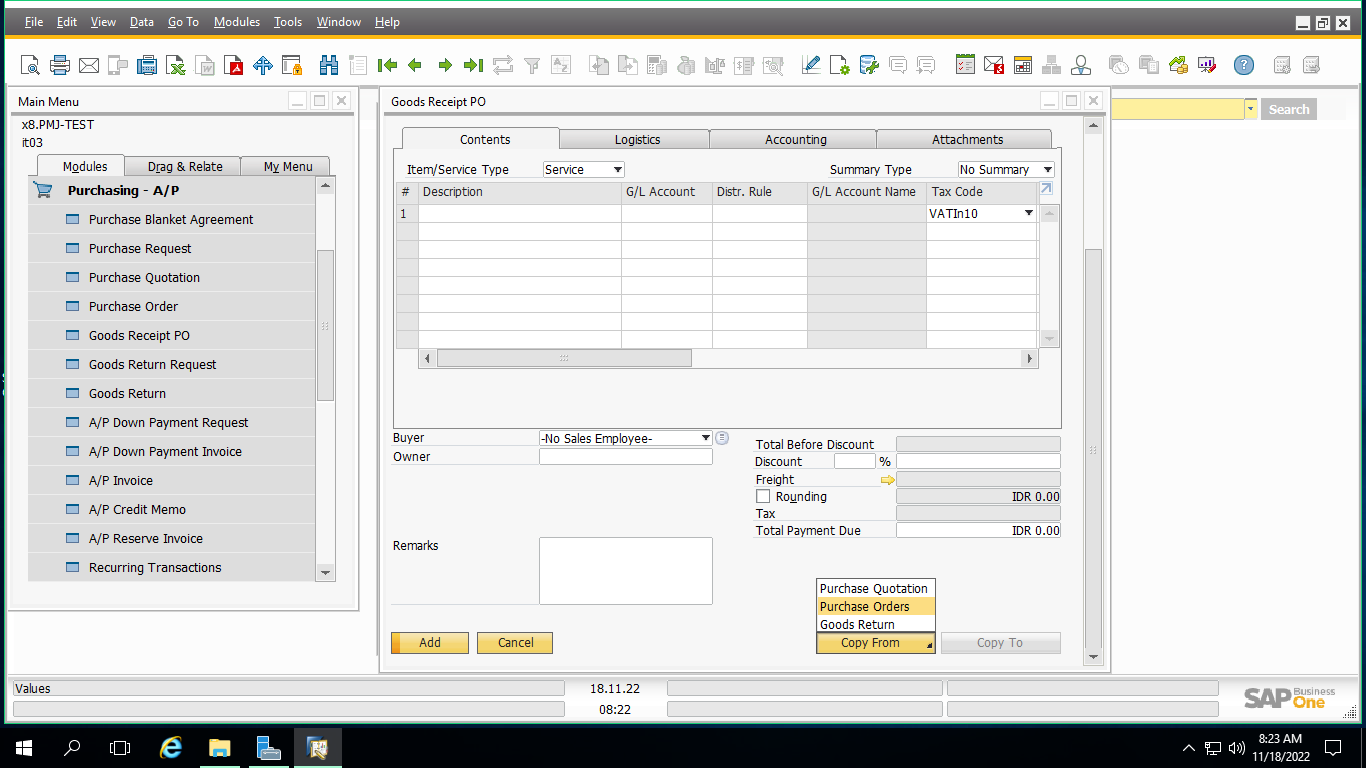 File Edit View Data Go To Modules Tools Window Help
Main Menu
x8.PMJ-TEST
it03
Modules Drag & Relate My Menu
Purchasing - A/P
Purchase Blanket Agreement
Purchase Request
Purchase Quotation
Purchase Order
Goods Receipt PO
Goods Return Request
Goods Return
A/P Down Payment Request
A/P Down Payment Invoice
A/P Invoice
A/P Credit Memo
A/P Reserve Invoice
Recurring Transactions
Goods Receipt PO
Search
Contents Logistics Accounting Attachments
Item/Service Type Service Summary Type No Summary
# Description G/L Account Distr. Rule G/L Account Name Tax Code
1 VATIn10
Buyer -No Sales Employee-
Owner
Total Before Discount
Discount %
Freight
Rounding IDR 0.00
Tax
Total Payment Due IDR 0.00
Remarks
Purchase Quotation
Purchase Orders
Goods Return
Add Cancel Copy From Copy To
Values 18.11.22
08:22
SAP Business One
8:23 AM
11/18/2022